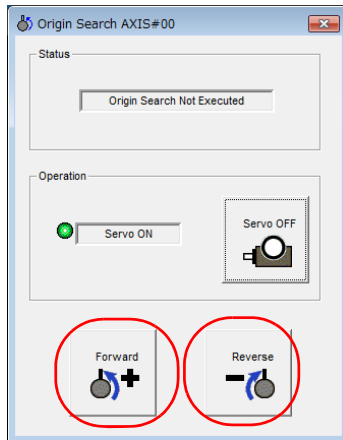 Origin Search AXIS#00
Status
Origin Search Not Executed
Operation
Servo ON
Servo OFF
Forward
Reverse